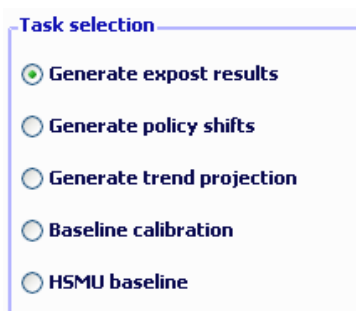 Task selection
Generate expost results
Generate policy shifts
Generate trend projection
Baseline calibration
HSMU baseline